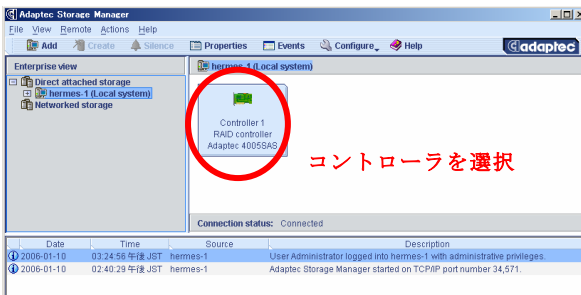 Adaptec Storage Manager
File View Remote Actions Help
Add Create Silence Properties Events Configure Help adaptec
Enterprise view
Direct attached storage
hermes-1 (Local system)
Networked storage
hermes-1 (Local system)
Controller 1
RAID controller
Adaptec 4005SAS
コントローラを選択
Connection status: Connected
Date Time Source Description
2006-01-10 03:24:56 午後 JST hermes-1 User Administrator logged into hermes-1 with administrative privileges.
2006-01-10 02:40:29 午後 JST hermes-1 Adaptec Storage Manager started on TCP/IP port number 34,571.